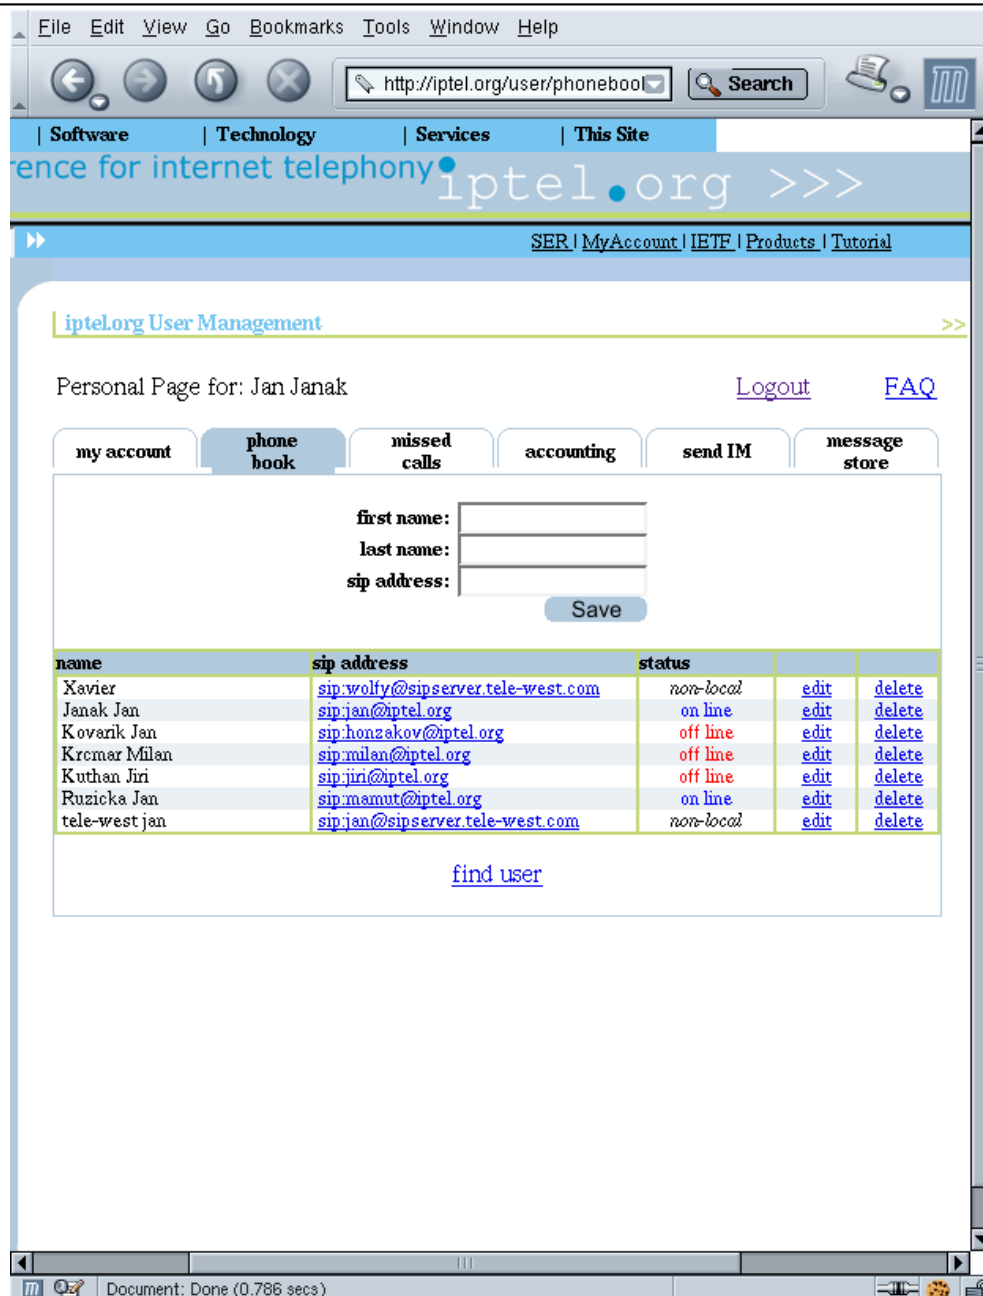 File Edit View Go Bookmarks Tools Window Help
http://iptel.org/user/phonebool Search
| Software | Technology | Services | This Site
rence for internet telephony iptel.org >>>
SER | MyAccount | IETF | Products | Tutorial
iptel.org User Management >>
Personal Page for: Jan Janak Logout FAQ
my account phone book missed calls accounting send IM message store
first name:
last name:
sip address:
Save
name sip address status
Xavier sip:wolfy@sipserver.tele-west.com non-local edit delete
Janak Jan sip:jan@iptel.org on line edit delete
Kovarik Jan sip:honzakov@iptel.org off line edit delete
Krcmar Milan sip:milan@iptel.org off line edit delete
Kuthan Jiri sip:jiri@iptel.org off line edit delete
Ruzicka Jan sip:mamut@iptel.org on line edit delete
tele-west jan sip:jan@sipserver.tele-west.com non-local edit delete
find user
Document: Done (0.786 secs)